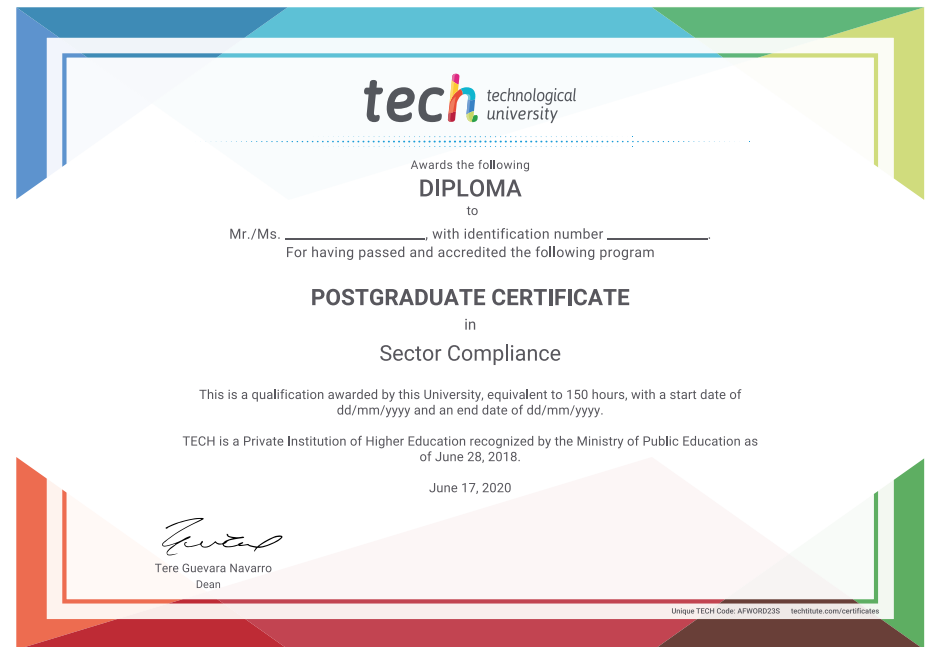 tech technological
university
Awards the following
DIPLOMA
to
Mr./Ms. ____________________, with identification number ______________.
For having passed and accredited the following program
POSTGRADUATE CERTIFICATE
in
Sector Compliance
This is a qualification awarded by this University, equivalent to 150 hours, with a start date of
dd/mm/yyyy and an end date of dd/mm/yyyy.
TECH is a Private Institution of Higher Education recognized by the Ministry of Public Education as
of June 28, 2018.
June 17, 2020
Tere Guevara Navarro
Dean
Unique TECH Code: AFWORD23S techtitute.com/certificates